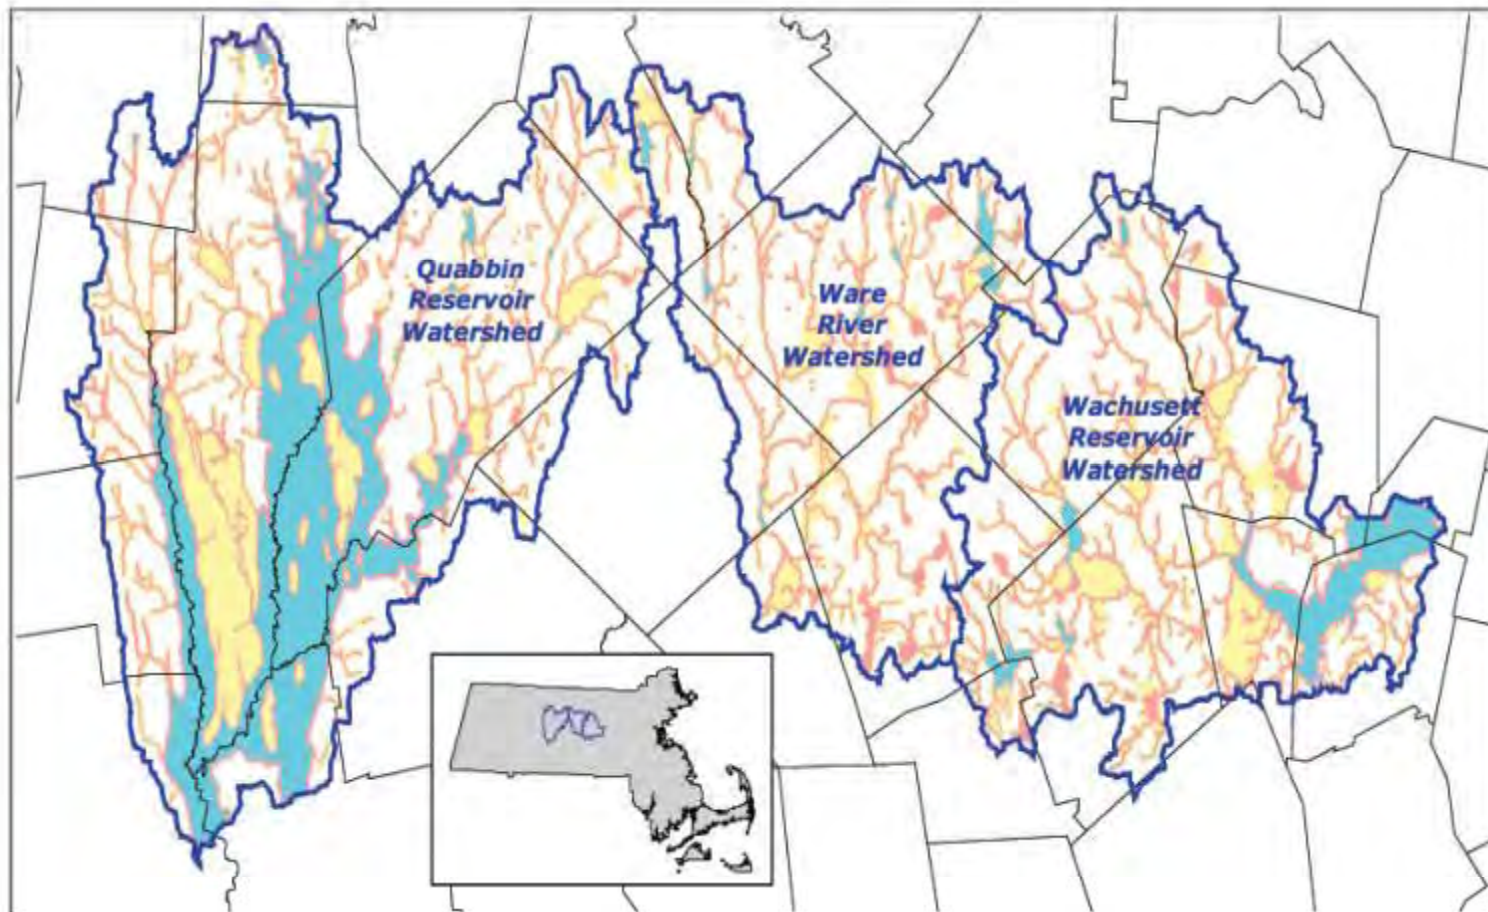 Quabbin
Reservoir
Watershed
Ware
River
Watershed
Wachusett
Reservoir
Watershed